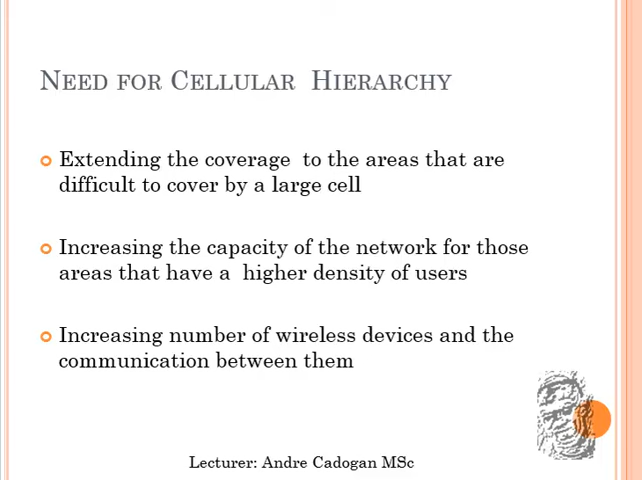 NEED FOR CELLULAR HIERARCHY
Extending the coverage to the areas that are
difficult to cover by a large cell
Increasing the capacity of the network for those
areas that have a higher density of users
Increasing number of wireless devices and the
communication between them
Lecturer: Andre Cadogan MSc